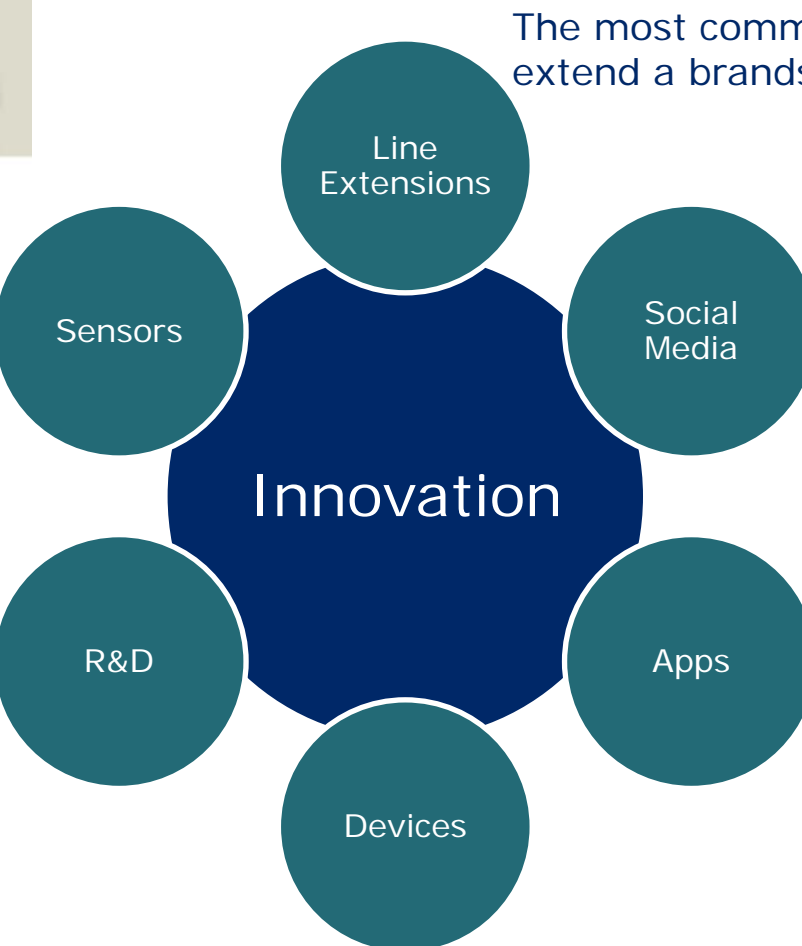 The most comm
extend a brands
Line
Extensions
Social
Media
Sensors
Innovation
R&D
Apps
Devices